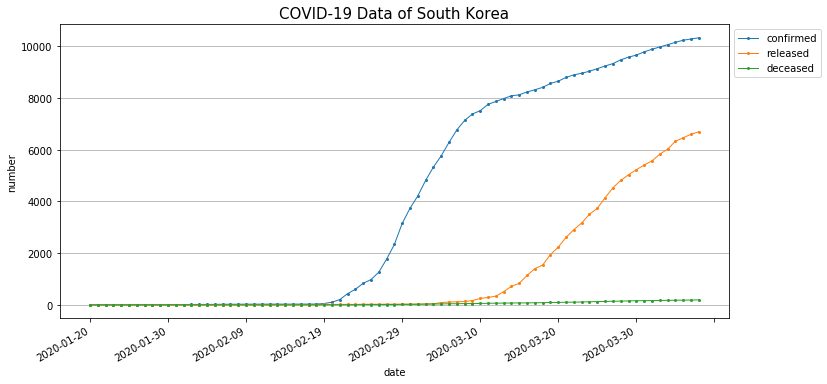 COVID-19 Data of South Korea
confirmed
released
deceased
10000
8000
6000
4000
2000
0
number
2020-01-20
2020-01-30
2020-02-09
2020-02-19
2020-02-29
2020-03-10
2020-03-20
2020-03-30
date